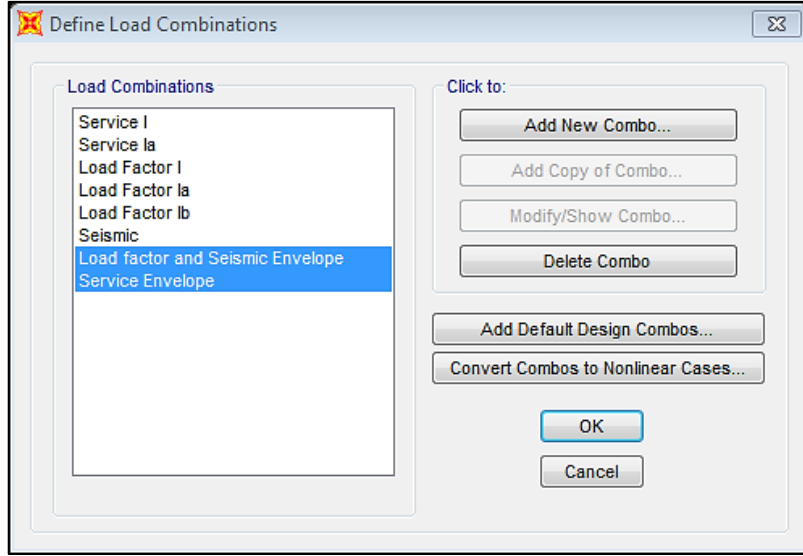 Define Load Combinations
Load Combinations
Service I
Service Ia
Load Factor I
Load Factor Ia
Load Factor Ib
Seismic
Load factor and Seismic Envelope
Service Envelope
Click to:
Add New Combo...
Add Copy of Combo...
Modify/Show Combo...
Delete Combo
Add Default Design Combos...
Convert Combos to Nonlinear Cases...
OK
Cancel